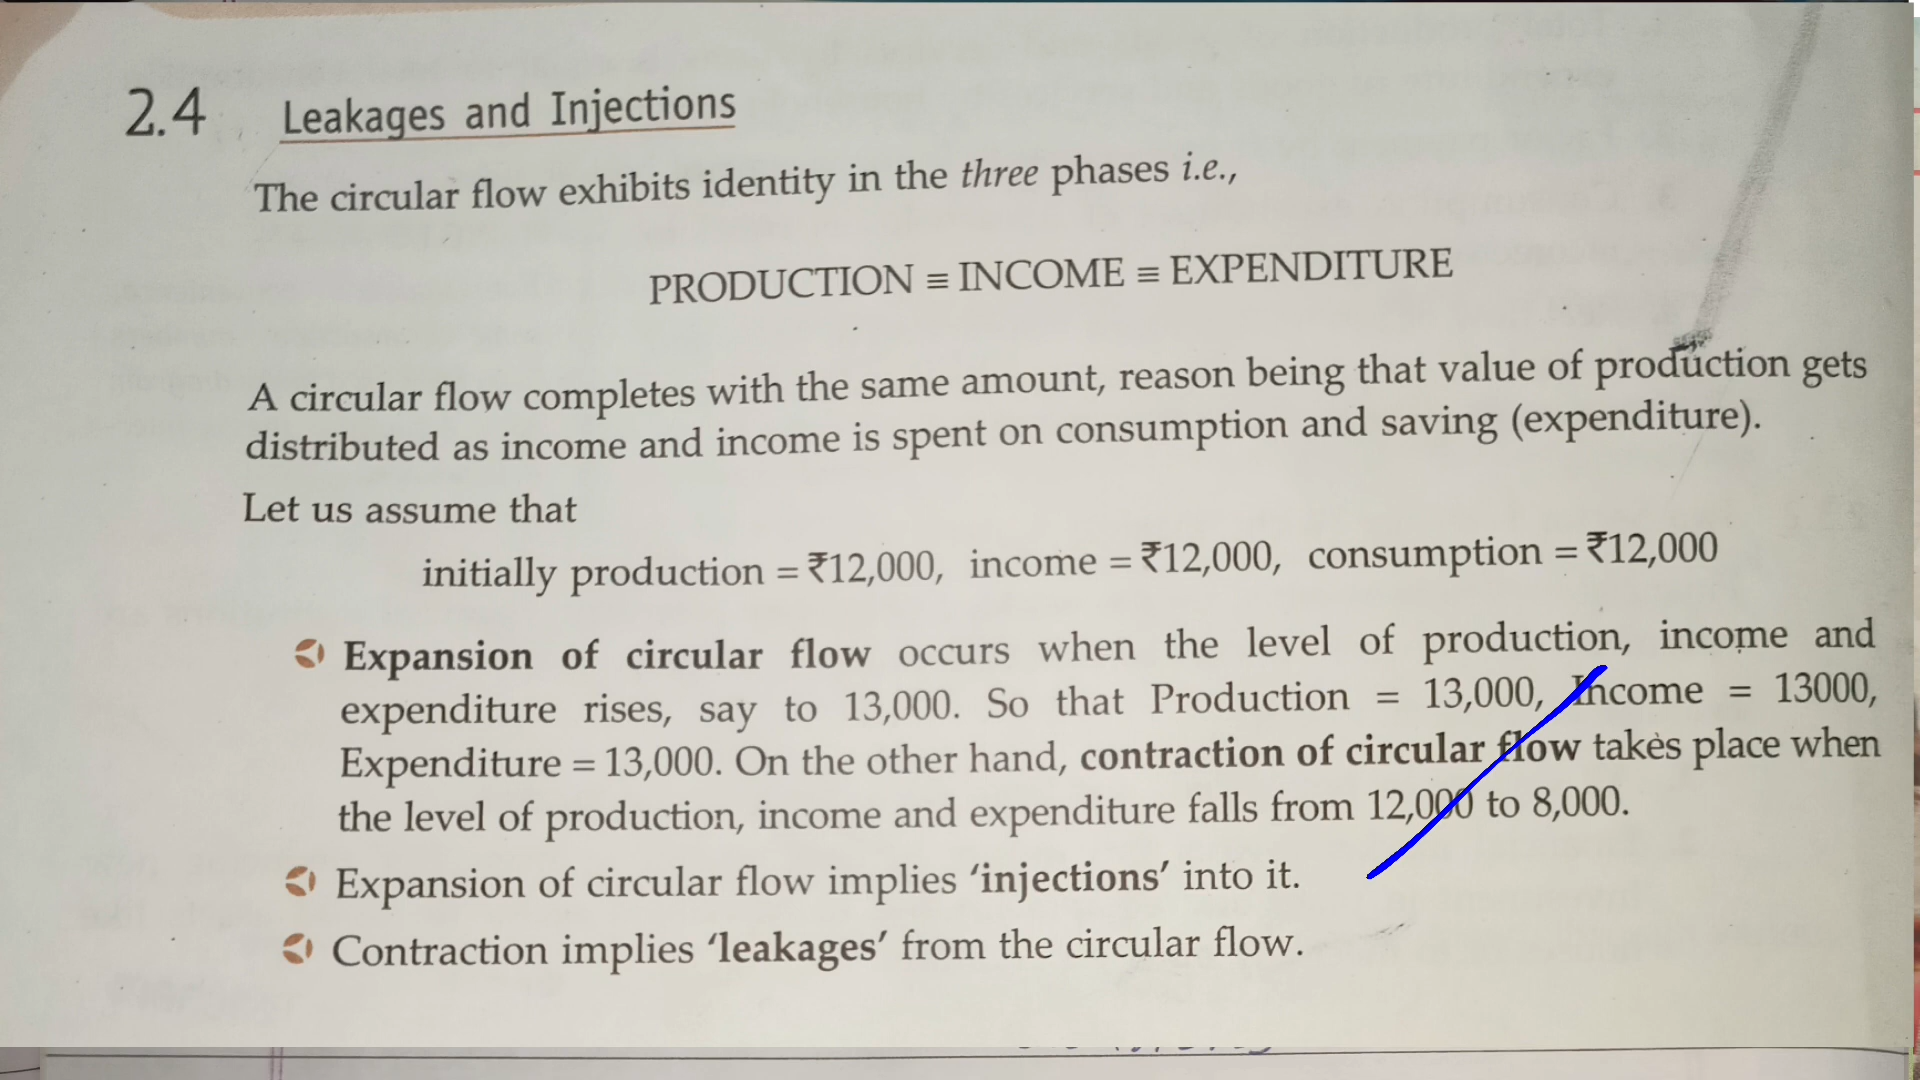 2.4 Leakages and Injections
The circular flow exhibits identity in the three phases i.e.,
PRODUCTION ≡ INCOME ≡ EXPENDITURE
A circular flow completes with the same amount, reason being that value of production gets
distributed as income and income is spent on consumption and saving (expenditure).
Let us assume that
initially production = ₹12,000, income = ₹12,000, consumption = ₹12,000
Expansion of circular flow occurs when the level of production, income and
expenditure rises, say to 13,000. So that Production = 13,000, Income = 13000,
Expenditure = 13,000. On the other hand, contraction of circular flow takes place when
the level of production, income and expenditure falls from 12,000 to 8,000.
Expansion of circular flow implies ‘injections’ into it.
Contraction implies ‘leakages’ from the circular flow.